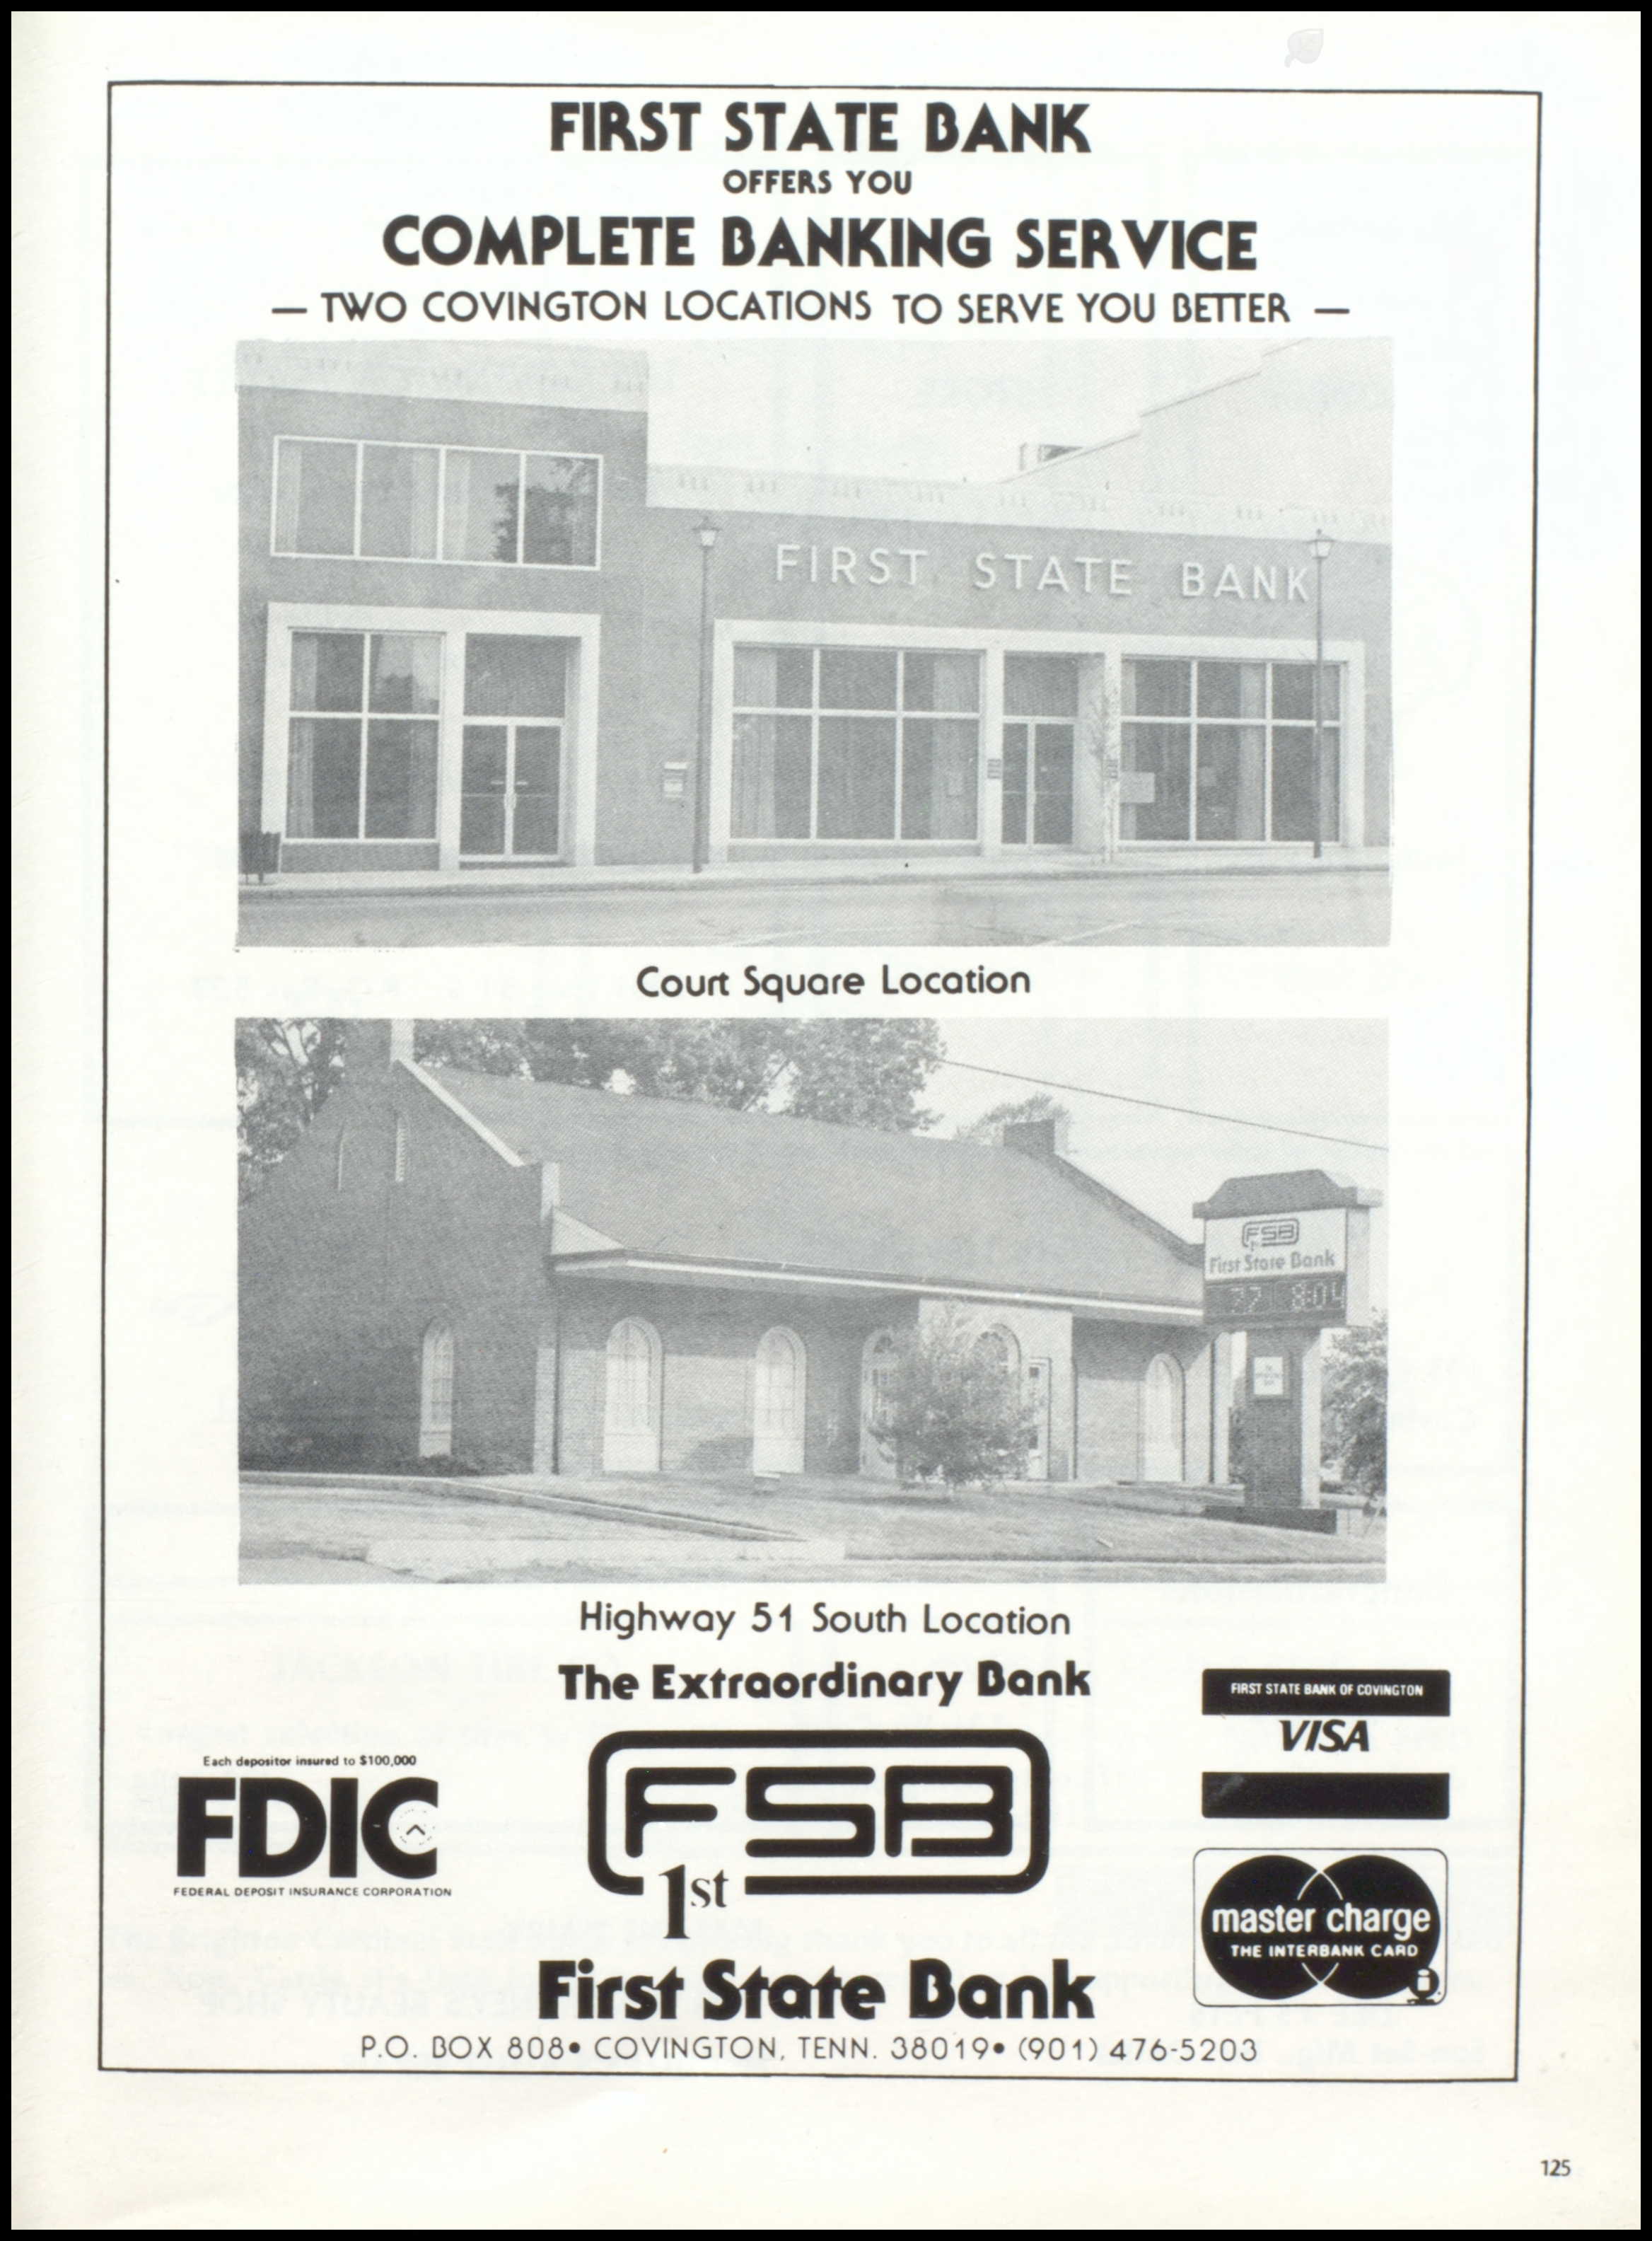 FIRST STATE BANK
OFFERS YOU
COMPLETE BANKING SERVICE
— TWO COVINGTON LOCATIONS TO SERVE YOU BETTER —
FIRST STATE BANK
Court Square Location
FSB
First State Bank
77 8:04
Highway 51 South Location
The Extraordinary Bank
FIRST STATE BANK OF COVINGTON
VISA
Each depositor insured to $100,000
FDIC
FEDERAL DEPOSIT INSURANCE CORPORATION
FSB
1st
master charge
THE INTERBANK CARD
i
First State Bank
P.O. BOX 808• COVINGTON, TENN. 38019• (901) 476-5203
125